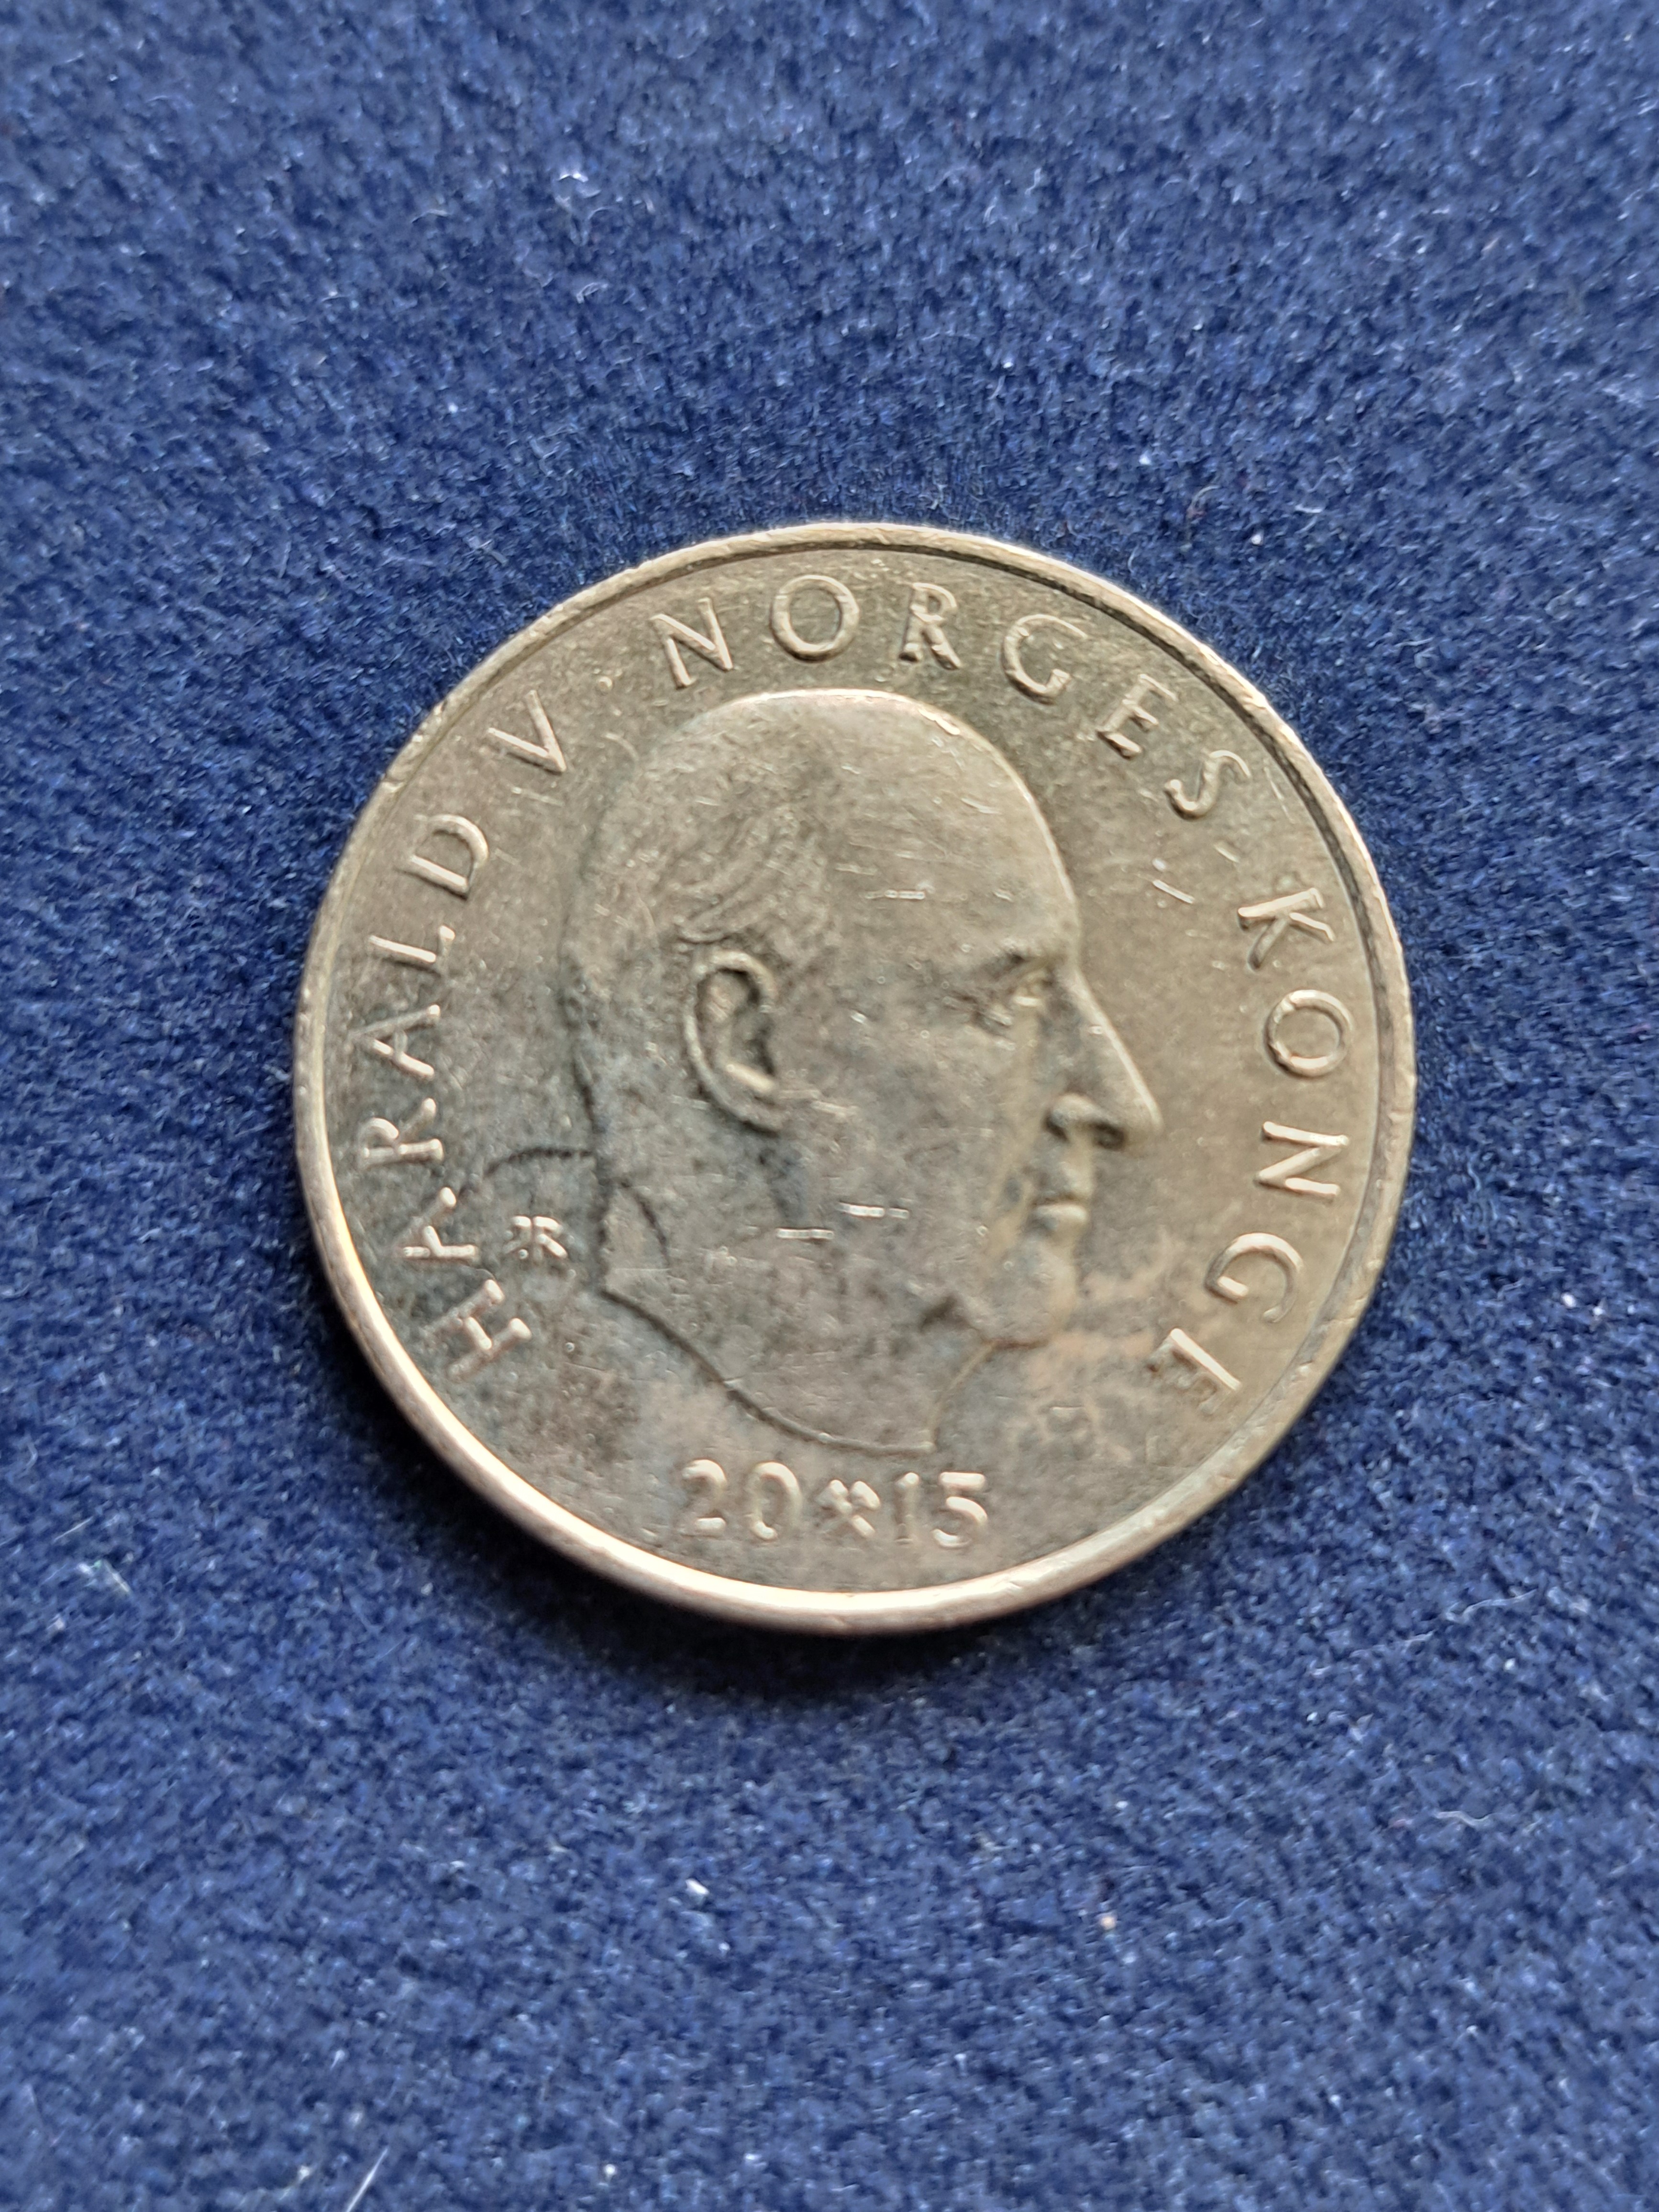 HARALD V · NORGES · KONGE
20⚒15